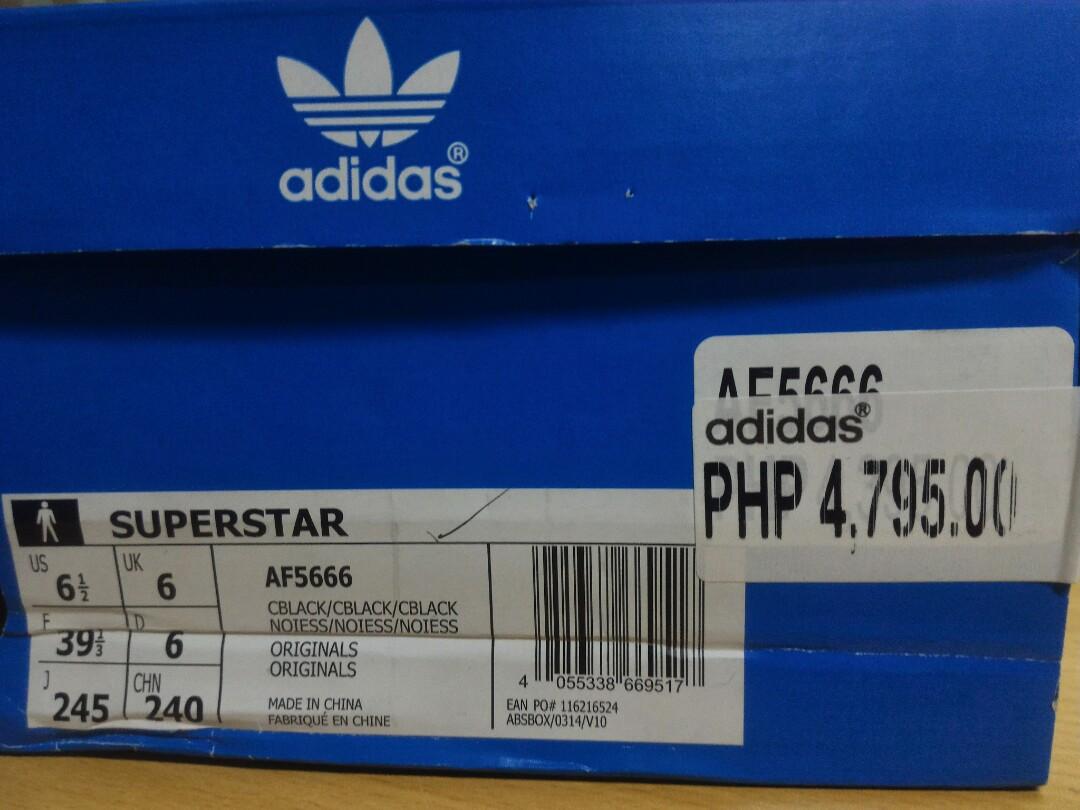 adidas®
AF5666
adidas®
PHP 4,795.00
SUPERSTAR
US 6½
UK 6
F 39⅓
D 6
J 245
CHN 240
AF5666
CBLACK/CBLACK/CBLACK
NOIESS/NOIESS/NOIESS
ORIGINALS
ORIGINALS
MADE IN CHINA
FABRIQUÉ EN CHINE
4 055338 669517
EAN PO# 116216524
ABSBOX/0314/V10